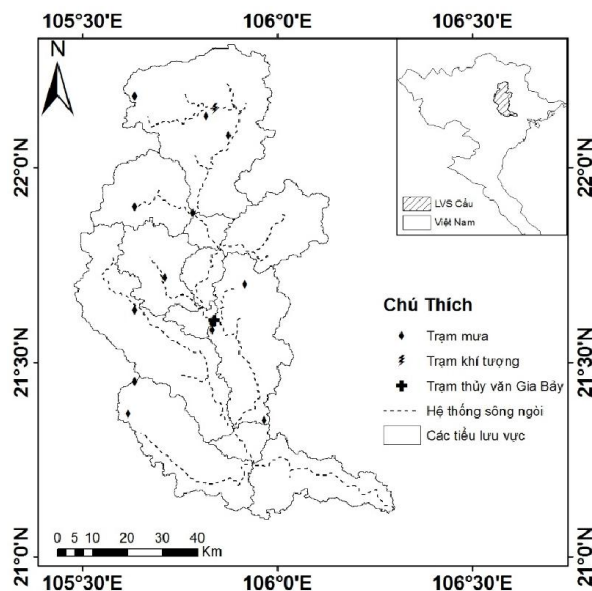 105°30'E 106°0'E 106°30'E
N
22°0'N
21°30'N
21°0'N
22°0'N
21°30'N
21°0'N
LVS Cầu
Việt Nam
Chú Thích
Trạm mưa
Trạm khí tượng
Trạm thủy văn Gia Bảy
Hệ thống sông ngòi
Các tiểu lưu vực
0 5 10 20 30 40
Km
105°30'E 106°0'E 106°30'E